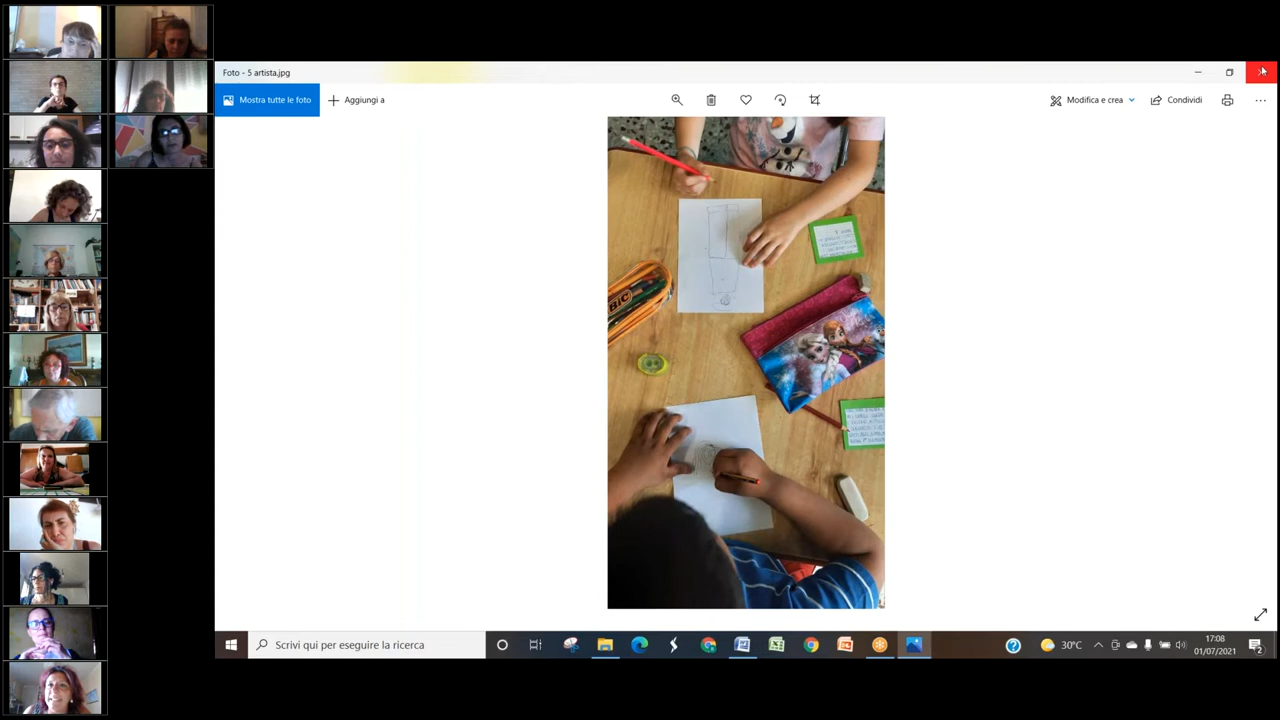 Foto - 5 artista.jpg
Mostra tutte le foto
Aggiungi a
Modifica e crea
Condividi
BIC
Scrivi qui per eseguire la ricerca
30°C
17:08
01/07/2021
2